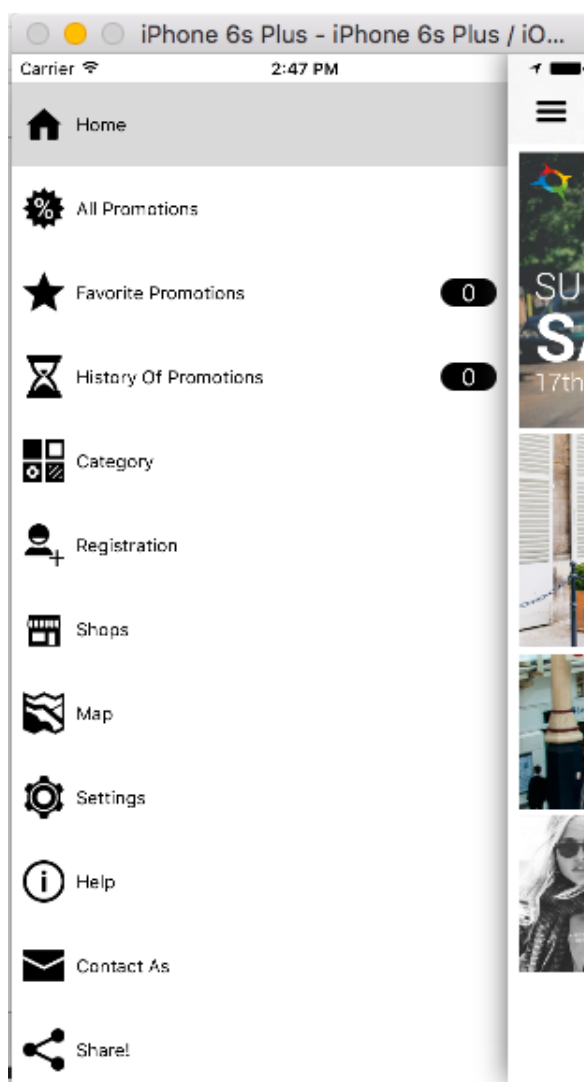 iPhone 6s Plus - iPhone 6s Plus / iO...
Carrier 2:47 PM
Home
% All Promotions
Favorite Promotions 0
History Of Promotions 0
Category
Registration
Shops
Map
Settings
i Help
Contact As
Share!
SU
SA
17th